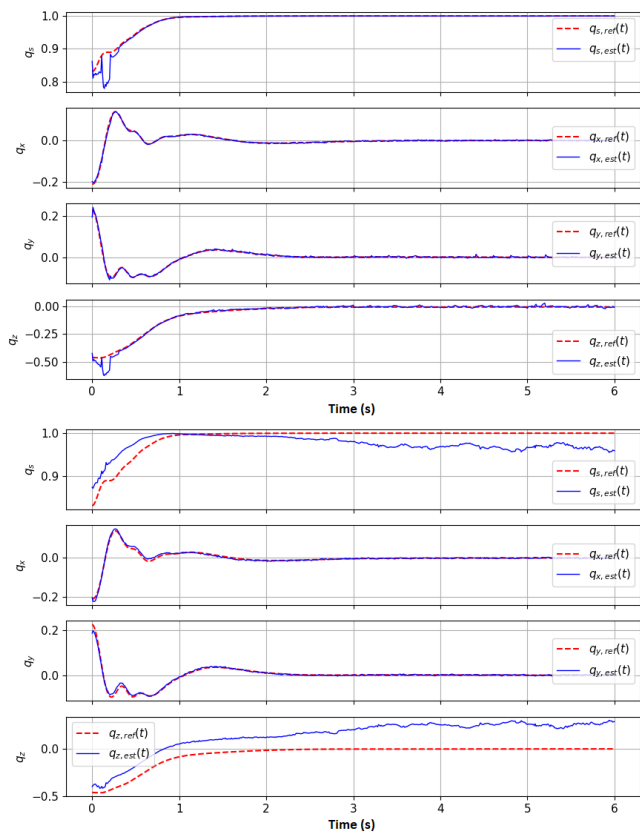 1.0
0.9
0.8
q_s
q_{s,ref}(t)
q_{s,est}(t)
0.0
−0.2
q_x
q_{x,ref}(t)
q_{x,est}(t)
0.2
0.0
q_y
q_{y,ref}(t)
q_{y,est}(t)
0.00
−0.25
−0.50
q_z
q_{z,ref}(t)
q_{z,est}(t)
0 1 2 3 4 5 6
Time (s)
1.0
0.9
q_s
q_{s,ref}(t)
q_{s,est}(t)
0.0
−0.2
q_x
q_{x,ref}(t)
q_{x,est}(t)
0.2
0.0
q_y
q_{y,ref}(t)
q_{y,est}(t)
0.0
−0.5
q_z
q_{z,ref}(t)
q_{z,est}(t)
0 1 2 3 4 5 6
Time (s)